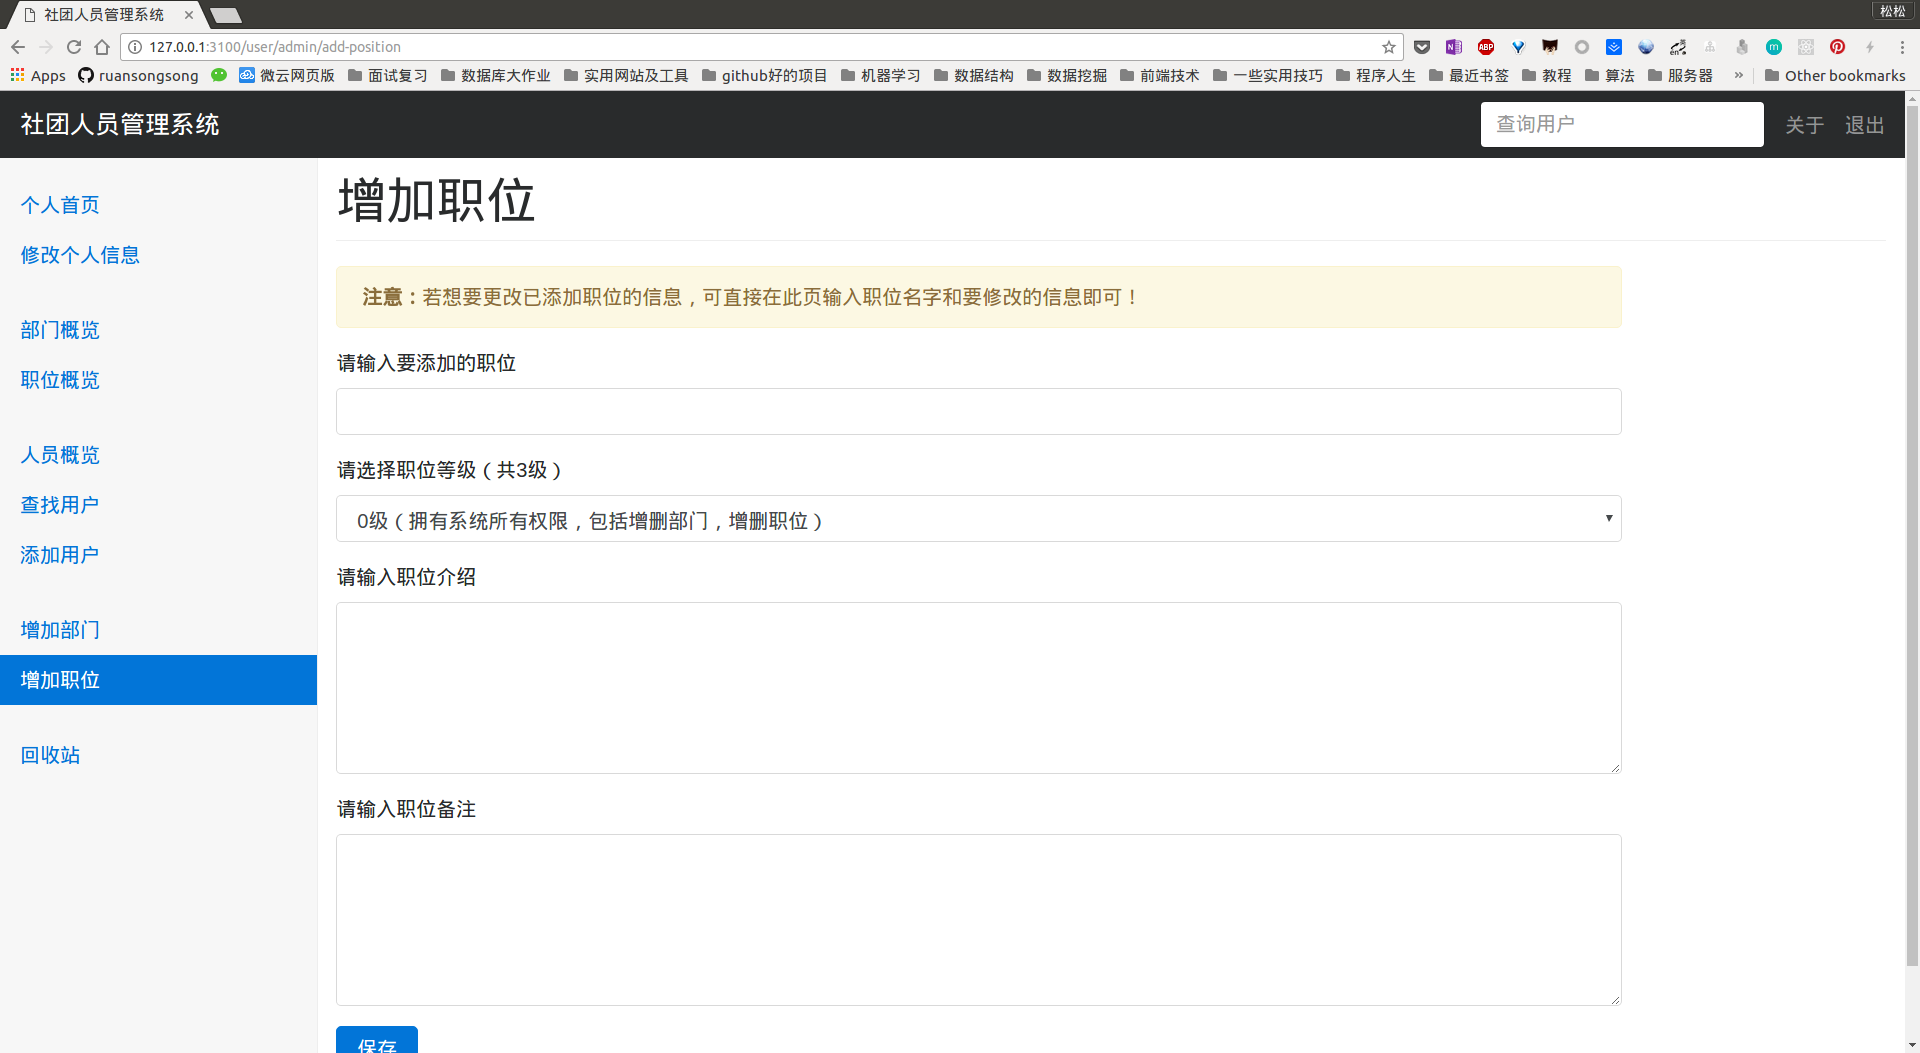 社团人员管理系统
松松
127.0.0.1:3100/user/admin/add-position
Apps ruansongsong 微云网页版 面试复习 数据库大作业 实用网站及工具 github好的项目 机器学习 数据结构 数据挖掘 前端技术 一些实用技巧 程序人生 最近书签 教程 算法 服务器 » Other bookmarks
社团人员管理系统 查询用户 关于 退出
个人首页
修改个人信息
部门概览
职位概览
人员概览
查找用户
添加用户
增加部门
增加职位
回收站
增加职位
注意：若想要更改已添加职位的信息，可直接在此页输入职位名字和要修改的信息即可！
请输入要添加的职位
请选择职位等级（共3级）
0级（拥有系统所有权限，包括增删部门，增删职位）
请输入职位介绍
请输入职位备注
保存